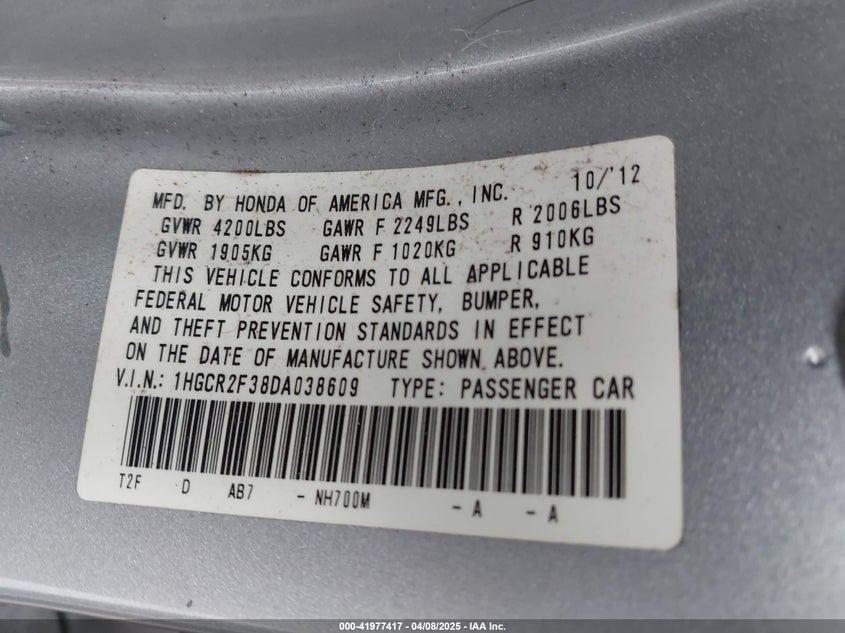 MFD. BY HONDA OF AMERICA MFG., INC. 10/'12
GVWR 4200LBS GAWR F 2249LBS R 2006LBS
GVWR 1905KG GAWR F 1020KG R 910KG
THIS VEHICLE CONFORMS TO ALL APPLICABLE
FEDERAL MOTOR VEHICLE SAFETY, BUMPER,
AND THEFT PREVENTION STANDARDS IN EFFECT
ON THE DATE OF MANUFACTURE SHOWN ABOVE.
V.I.N.: 1HGCR2F38DA038609 TYPE: PASSENGER CAR
T2F D AB7 - NH700M - A - A
000-41977417 | 04/08/2025 - IAA Inc.